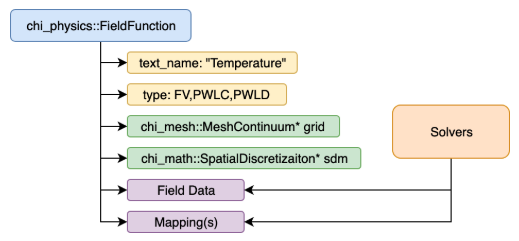 chi_physics::FieldFunction
text_name: "Temperature"
type: FV,PWLC,PWLD
chi_mesh::MeshContinuum* grid
Solvers
chi_math::SpatialDiscretizaiton* sdm
Field Data
Mapping(s)